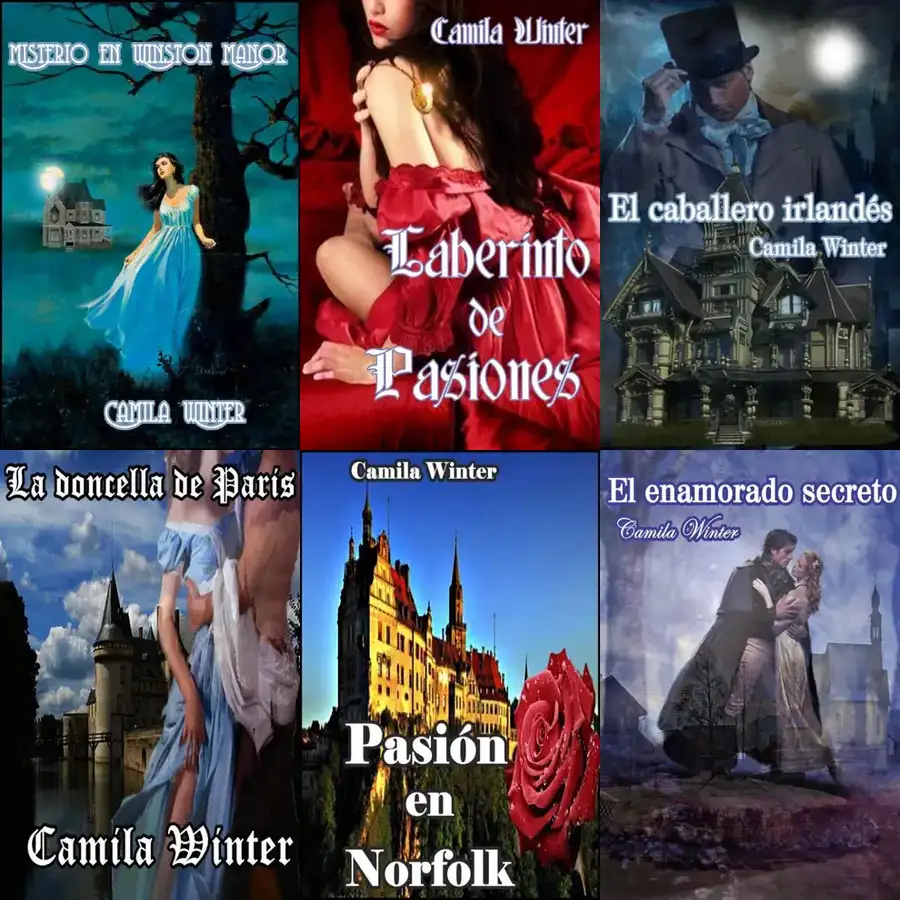 Misterio en Winston Manor
Camila Winter
Camila Winter
Laberinto
de
Pasiones
El caballero irlandés
Camila Winter
La doncella de Paris
Camila Winter
Camila Winter
Pasión
en
Norfolk
El enamorado secreto
Camila Winter